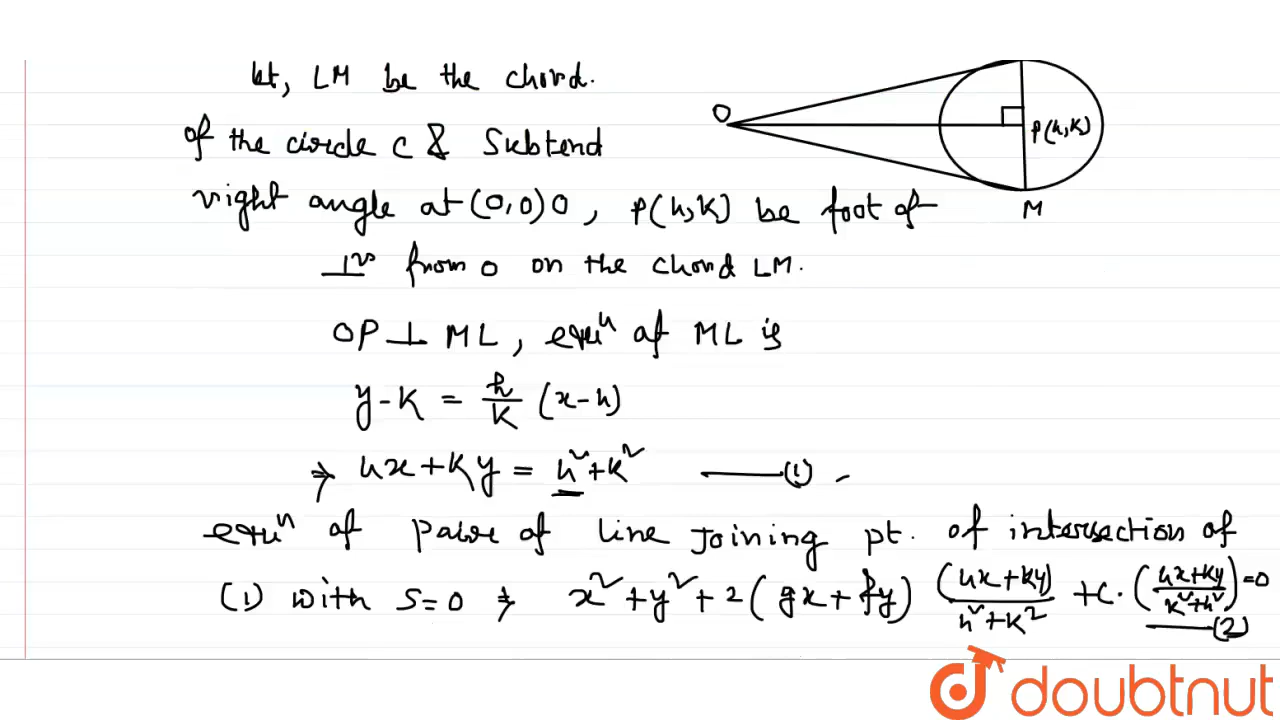 let, LM be the chord.
of the circle C & Subtend
right angle at (0,0) O, P(h,K) be foot of
⊥r from O on the chord LM.
OP ⊥ ML, equⁿ of ML is
y-K = h/K (x-h)
⇒ hx+Ky = h²+K² ——— (1)
equⁿ of pair of line Joining pt. of intersection of
(1) with S=0 ⇒ x²+y²+2(gx+fy) (hx+Ky)/(h²+K²) +C.((hx+Ky)/(K²+h²))=0
——— (2)
O
P(h,K)
M
doubtnut